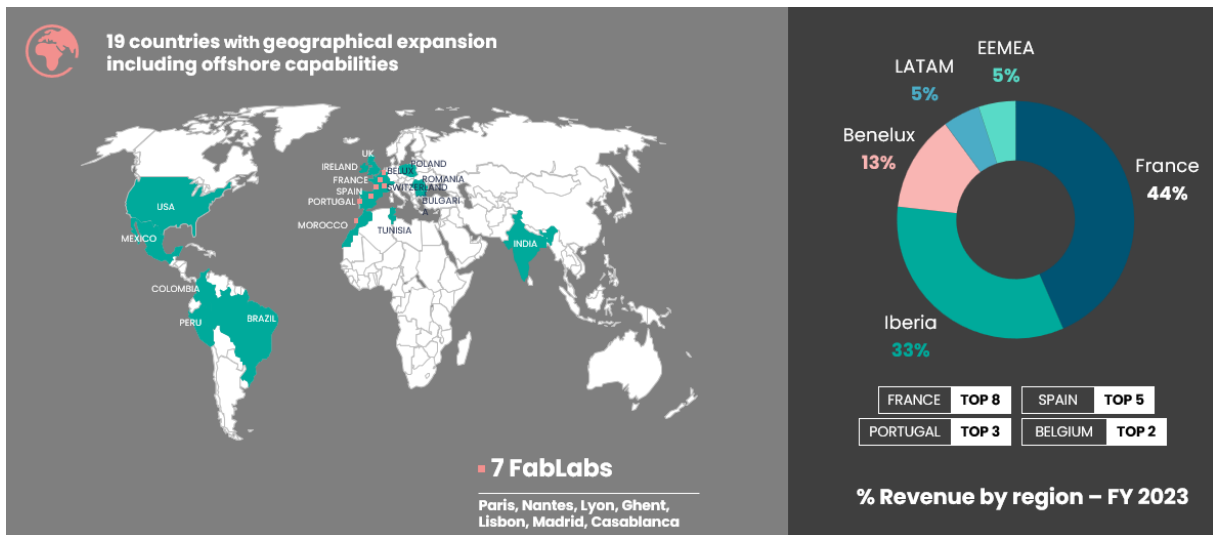 19 countries with geographical expansion
including offshore capabilities
UK
IRELAND
POLAND
BELUX
FRANCE
ROMANIA
SPAIN
SWITZERLAND
PORTUGAL
BULGARI
A
MOROCCO
TUNISIA
USA
MEXICO
INDIA
COLOMBIA
PERU
BRAZIL
7 FabLabs
Paris, Nantes, Lyon, Ghent,
Lisbon, Madrid, Casablanca
EEMEA
5%
LATAM
5%
Benelux
13%
France
44%
Iberia
33%
FRANCE TOP 8
SPAIN TOP 5
PORTUGAL TOP 3
BELGIUM TOP 2
% Revenue by region – FY 2023